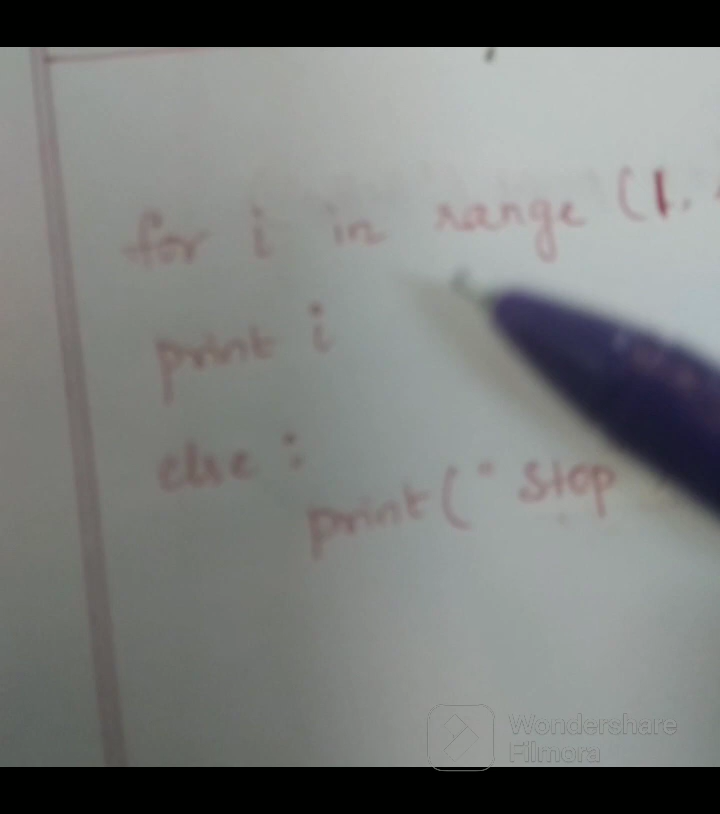 for i in range (1,
print i
else :
print (" Stop
Wondershare
Filmora